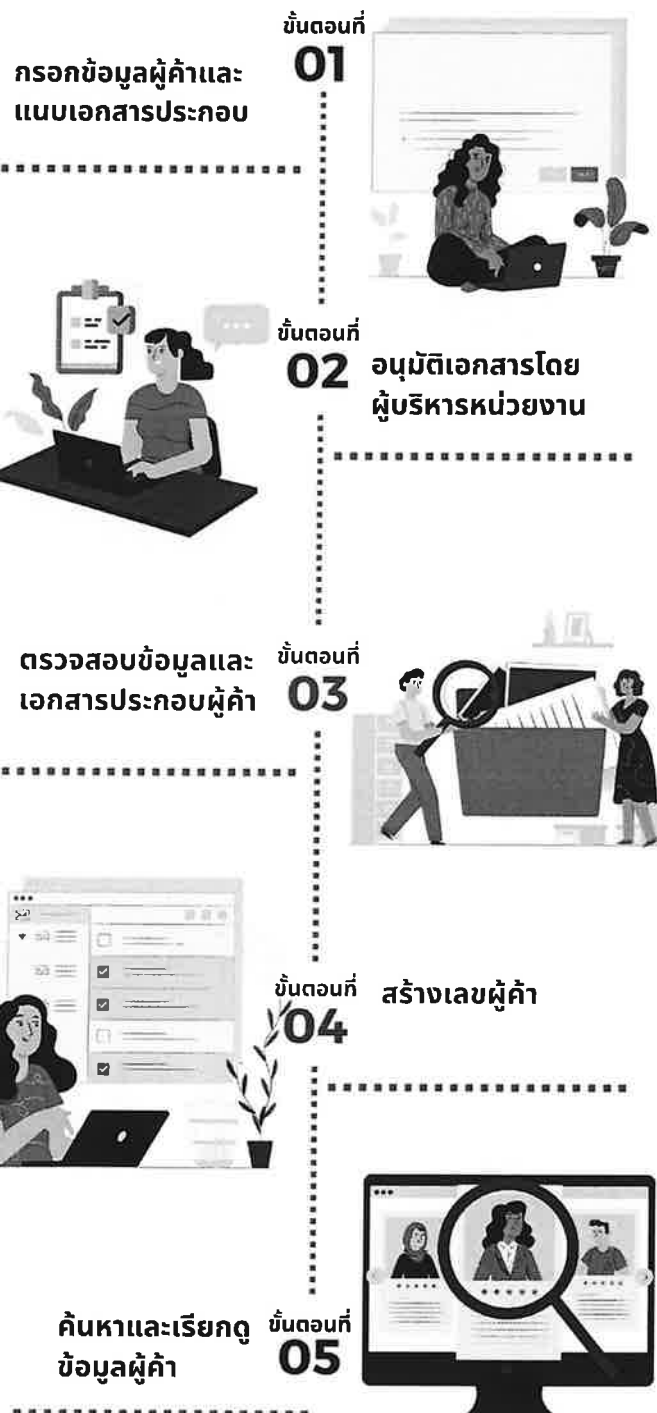 ขั้นตอนที่
01
กรอกข้อมูลผู้ค้าและ
แนบเอกสารประกอบ
ขั้นตอนที่
02
อนุมัติเอกสารโดย
ผู้บริหารหน่วยงาน
ขั้นตอนที่
03
ตรวจสอบข้อมูลและ
เอกสารประกอบผู้ค้า
ขั้นตอนที่
04
สร้างเลขผู้ค้า
ขั้นตอนที่
05
ค้นหาและเรียกดู
ข้อมูลผู้ค้า